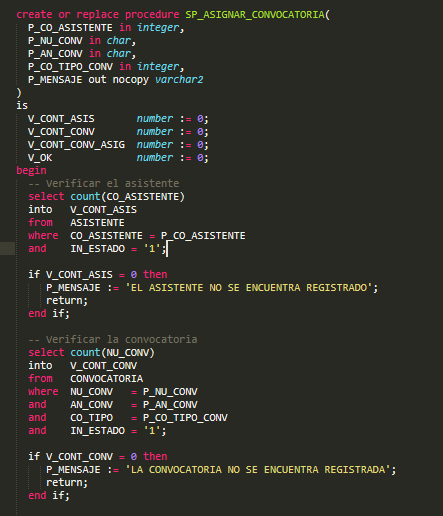 create or replace procedure SP_ASIGNAR_CONVOCATORIA(
P_CO_ASISTENTE in integer,
P_NU_CONV in char,
P_AN_CONV in char,
P_CO_TIPO_CONV in integer,
P_MENSAJE out nocopy varchar2
)
is
V_CONT_ASIS number := 0;
V_CONT_CONV number := 0;
V_CONT_CONV_ASIG number := 0;
V_OK number := 0;
begin
-- Verificar el asistente
select count(CO_ASISTENTE)
into V_CONT_ASIS
from ASISTENTE
where CO_ASISTENTE = P_CO_ASISTENTE
and IN_ESTADO = '1';
if V_CONT_ASIS = 0 then
P_MENSAJE := 'EL ASISTENTE NO SE ENCUENTRA REGISTRADO';
return;
end if;
-- Verificar la convocatoria
select count(NU_CONV)
into V_CONT_CONV
from CONVOCATORIA
where NU_CONV = P_NU_CONV
and AN_CONV = P_AN_CONV
and CO_TIPO = P_CO_TIPO_CONV
and IN_ESTADO = '1';
if V_CONT_CONV = 0 then
P_MENSAJE := 'LA CONVOCATORIA NO SE ENCUENTRA REGISTRADA';
return;
end if;